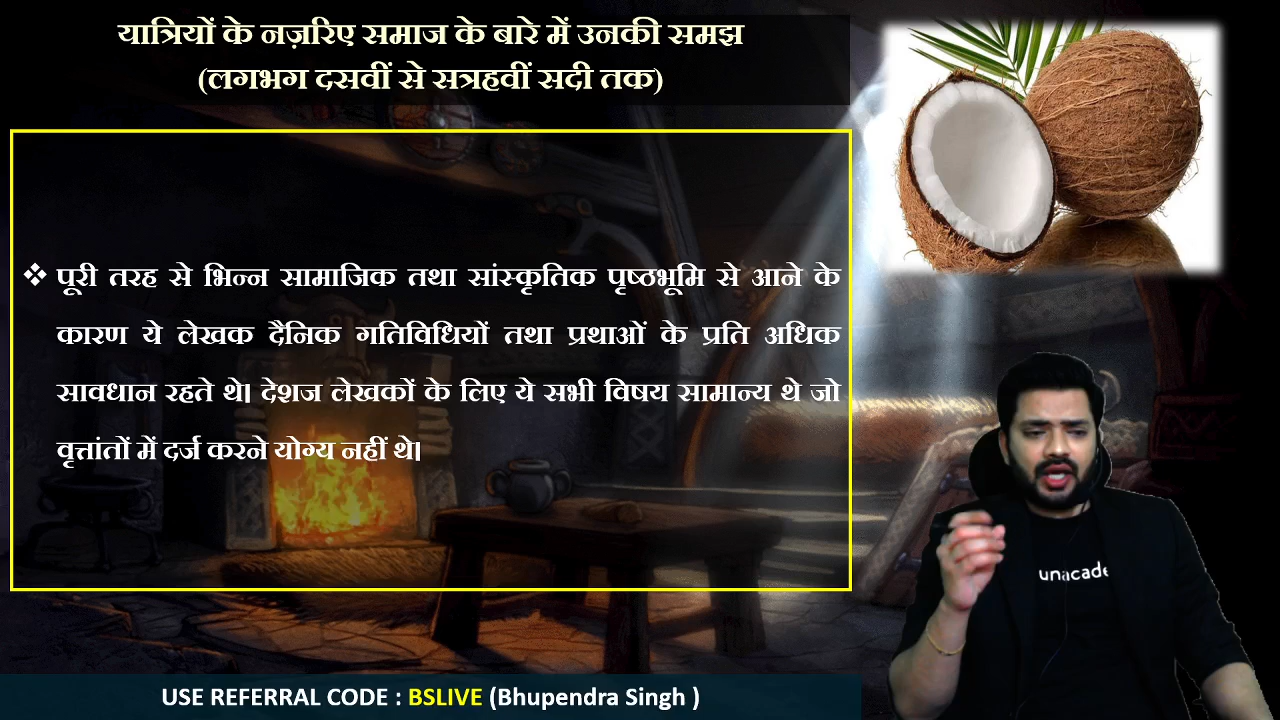 यात्रियों के नज़रिए समाज के बारे में उनकी समझ
(लगभग दसवीं से सत्रहवीं सदी तक)
❖ पूरी तरह से भिन्न सामाजिक तथा सांस्कृतिक पृष्ठभूमि से आने के
कारण ये लेखक दैनिक गतिविधियों तथा प्रथाओं के प्रति अधिक
सावधान रहते थे। देशज लेखकों के लिए ये सभी विषय सामान्य थे जो
वृत्तांतों में दर्ज करने योग्य नहीं थे।
unacade
USE REFERRAL CODE : BSLIVE (Bhupendra Singh )